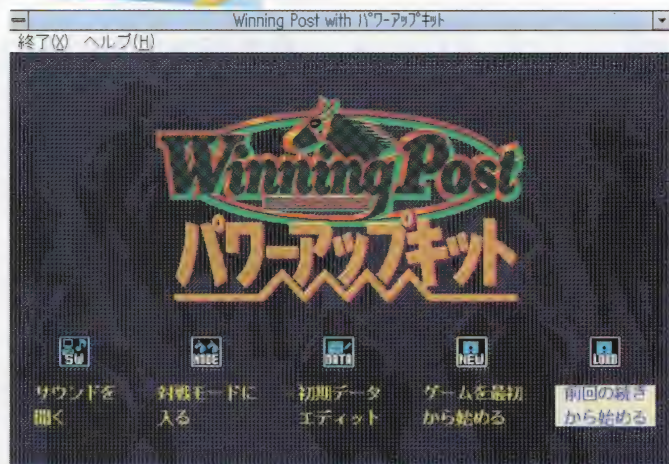 Winning Post with パワーアップキット
終了(X) ヘルプ(H)
Winning Post
パワーアップキット
SW
MODE
DATA
NEW
LOAD
サウンドを
聞く
対戦モードに
入る
初期データ
エディット
ゲームを最初
から始める
前回の続き
から始める